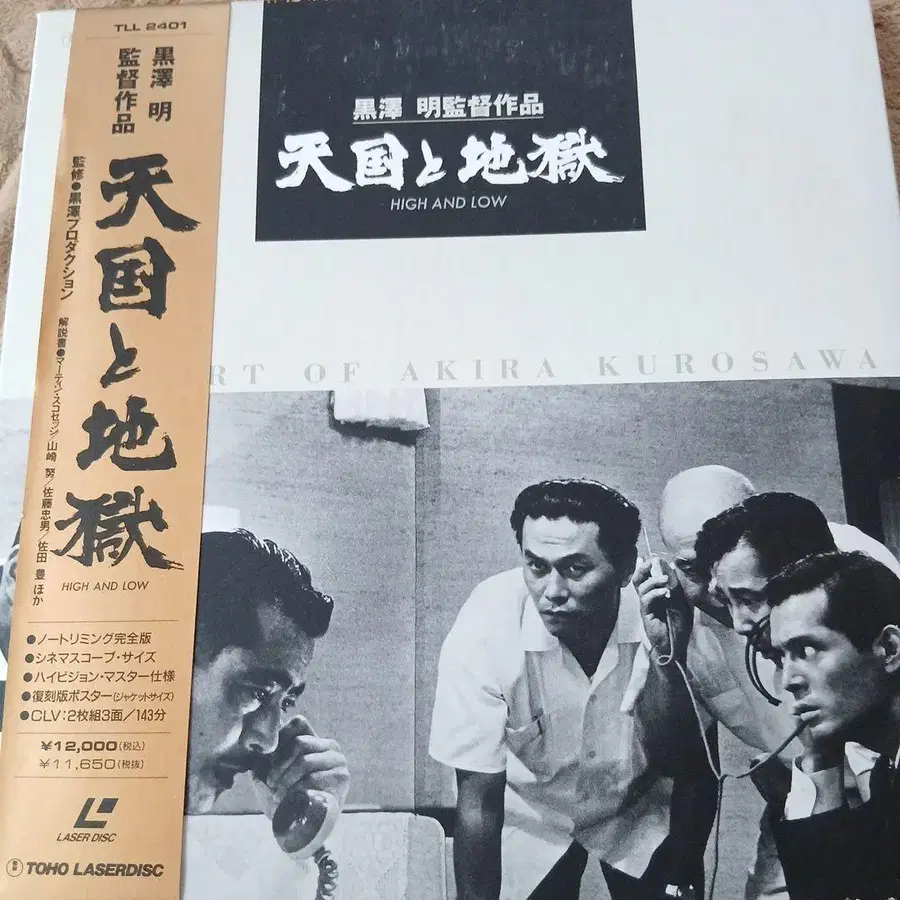 TLL 2401
黒澤 明
監督作品
天国と地獄
監修●黒澤プロダクション
解説書●マーティン・スコセッシ/山崎 努/佐藤忠男/佐田 豊 ほか
HIGH AND LOW
●ノートリミング完全版
●シネマスコープ・サイズ
●ハイビジョン・マスター仕様
●復刻版ポスター(ジャケットサイズ)
●CLV:2枚組3面/143分
¥12,000(税込)
¥11,650(税抜)
LASER DISC
TOHO LASERDISC
黒澤 明監督作品
天国と地獄
HIGH AND LOW
RT OF AKIRA KUROSAWA